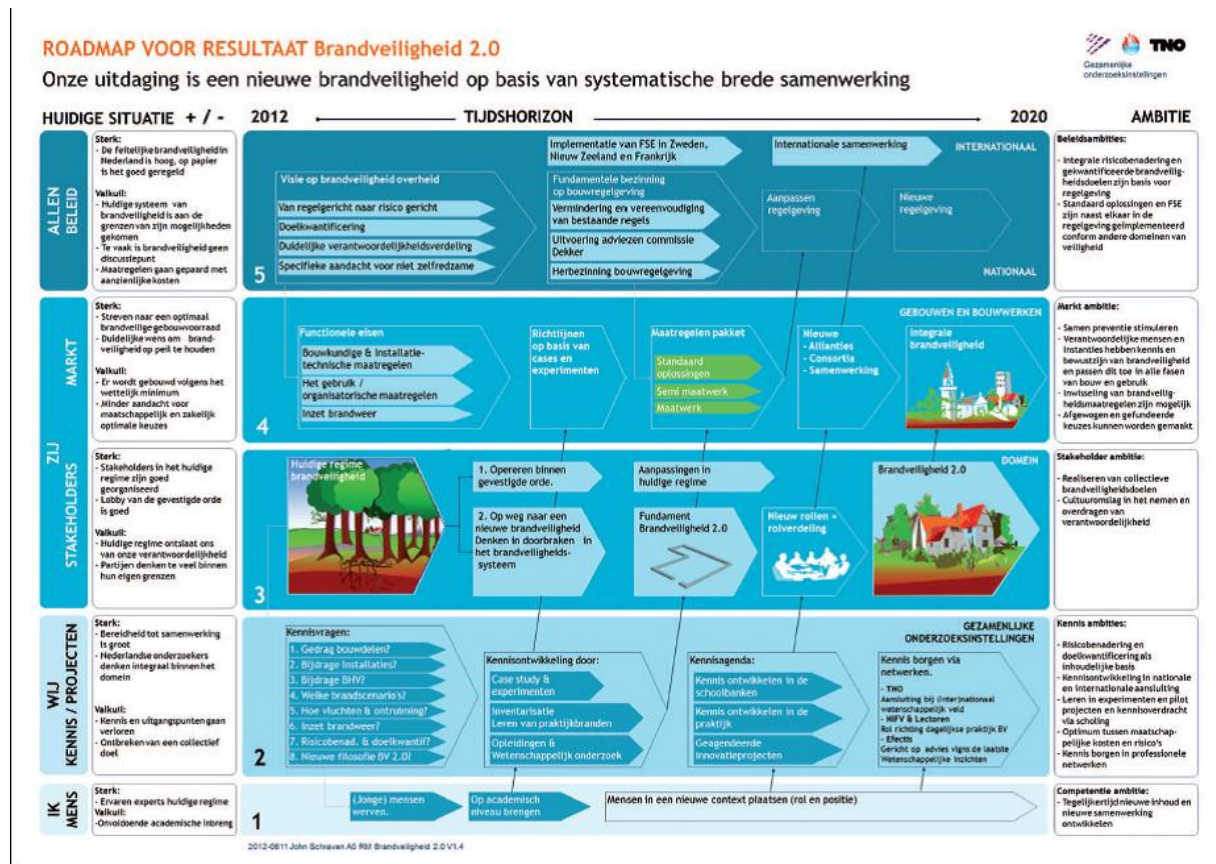 ROADMAP VOOR RESULTAAT Brandveiligheid 2.0
Onze uitdaging is een nieuwe brandveiligheid op basis van systematische brede samenwerking
TNO
Gezamenlijke
onderzoeksinstellingen
HUIDIGE SITUATIE + / -
2012
TIJDSHORIZON
2020
AMBITIE
ALLEN
BELEID
Sterk:
- De feitelijke brandveiligheid in
Nederland is hoog, op papier
is het goed geregeld
Valkuil:
- Huidige systeem van
brandveiligheid is aan de
grenzen van zijn mogelijkheden
gekomen
- Te vaak is brandveiligheid geen
discussiepunt
- Maatregelen gaan gepaard met
aanzienlijke kosten
5
Visie op brandveiligheid overheid
Van regelgericht naar risico gericht
Doelkwantificering
Duidelijke verantwoordelijkheidsverdeling
Specifieke aandacht voor niet zelfredzame
Implementatie van FSE in Zweden,
Nieuw Zeeland en Frankrijk
Fundamentele bezinning
op bouwregelgeving
Vermindering en vereenvoudiging
van bestaande regels
Uitvoering adviezen commissie
Dekker
Herbezinning bouwregelgeving
Internationale samenwerking
INTERNATIONAAL
Aanpassen
regelgeving
Nieuwe
regelgeving
NATIONAAL
Beleidsambities:
- Integrale risicobenadering en
gekwantificeerde brandveilig-
heidsdoelen zijn basis voor
regelgeving
- Standaard oplossingen en FSE
zijn naast elkaar in de
regelgeving geïmplementeerd
conform andere domeinen van
veiligheid
ZIJ
MARKT
Sterk:
- Streven naar een optimaal
brandveilige gebouwvoorraad
- Duidelijke wens om brand-
veiligheid op peil te houden
Valkuil:
- Er wordt gebouwd volgens het
wettelijk minimum
- Minder aandacht voor
maatschappelijk en zakelijk
optimale keuzes
4
Functionele eisen
Bouwkundige & installatie-
technische maatregelen
Het gebruik /
organisatorische maatregelen
Inzet brandweer
Richtlijnen
op basis van
cases en
experimenten
Maatregelen pakket
Standaard
oplossingen
Semi maatwerk
Maatwerk
Nieuwe
- Allianties
- Consortia
- Samenwerking
GEBOUWEN EN BOUWWERKEN
Integrale
brandveiligheid
Markt ambitie:
- Samen preventie stimuleren
- Verantwoordelijke mensen en
instanties hebben kennis en
bewustzijn van brandveiligheid
en passen dit toe in alle fasen
van bouw en gebruik
- Inwisseling van brandveilig-
heidsmaatregelen zijn mogelijk
- Afgewogen en gefundeerde
keuzes kunnen worden gemaakt
STAKEHOLDERS
Sterk:
- Stakeholders in het huidige
regime zijn goed
georganiseerd
- Lobby van de gevestigde orde
is goed
Valkuil:
- Huidige regime ontslaat ons
van onze verantwoordelijkheid
- Partijen denken te veel binnen
hun eigen grenzen
3
Huidige regime
brandveiligheid
1. Opereren binnen
gevestigde orde.
2. Op weg naar een
nieuwe brandveiligheid
Denken in doorbraken in
het brandveiligheids-
systeem
Aanpassingen in
huidige regime
Fundament
Brandveiligheid 2.0
Nieuw rollen +
rolverdeling
DOMEIN
Brandveiligheid 2.0
Stakeholder ambitie:
- Realiseren van collectieve
brandveiligheidsdoelen
- Cultuuromslag in het nemen en
overdragen van
verantwoordelijkheid
WIJ
KENNIS / PROJECTEN
Sterk:
- Bereidheid tot samenwerking
is groot
- Nederlandse onderzoekers
denken integraal binnen het
domein
Valkuil:
- Kennis en uitgangspunten gaan
verloren
- Ontbreken van een collectief
doel
2
Kennisvragen:
1. Gedrag bouwdelen?
2. Bijdrage Installaties?
3. Bijdrage BHV?
4. Welke brandscenario's?
5. Hoe vluchten & ontruiming?
6. Inzet brandweer?
7. Risicobenad. & doelkwantif?
8. Nieuwe filosofie BV 2.0?
Kennisontwikkeling door:
Case study &
experimenten
Inventarisatie
Leren van praktijkbranden
Opleidingen &
Wetenschappelijk onderzoek
Kennisagenda:
Kennis ontwikkelen in de
schoolbanken
Kennis ontwikkelen in de
praktijk
Geagendeerde
innovatieprojecten
GEZAMENLIJKE
ONDERZOEKSINSTELLINGEN
Kennis borgen via
netwerken.
- TNO
Aansluiting bij (inter)nationaal
wetenschappelijk veld
- NIFV & Lectoren
Rol richting dagelijkse praktijk BV
- Efectis
Gericht op advies vlgns de laatste
Wetenschappelijke inzichten
Kennis ambities:
- Risicobenadering en
doelkwantificering als
inhoudelijke basis
- Kennisontwikkeling in nationale
en internationale aansluiting
- Leren in experimenten en pilot
projecten en kennisoverdracht
via scholing
- Optimum tussen maatschap-
pelijke kosten en risico's
- Kennis borgen in professionele
netwerken
IK
MENS
Sterk:
- Ervaren experts huidige regime
Valkuil:
-Onvoldoende academische inbreng
1
(Jonge) mensen
werven.
Op academisch
niveau brengen
Mensen in een nieuwe context plaatsen (rol en positie)
Competentie ambitie:
- Tegelijkertijd nieuwe inhoud en
nieuwe samenwerking
ontwikkelen
2012-0611 John Schraven A0 RM Brandveiligheid 2.0 V1.4